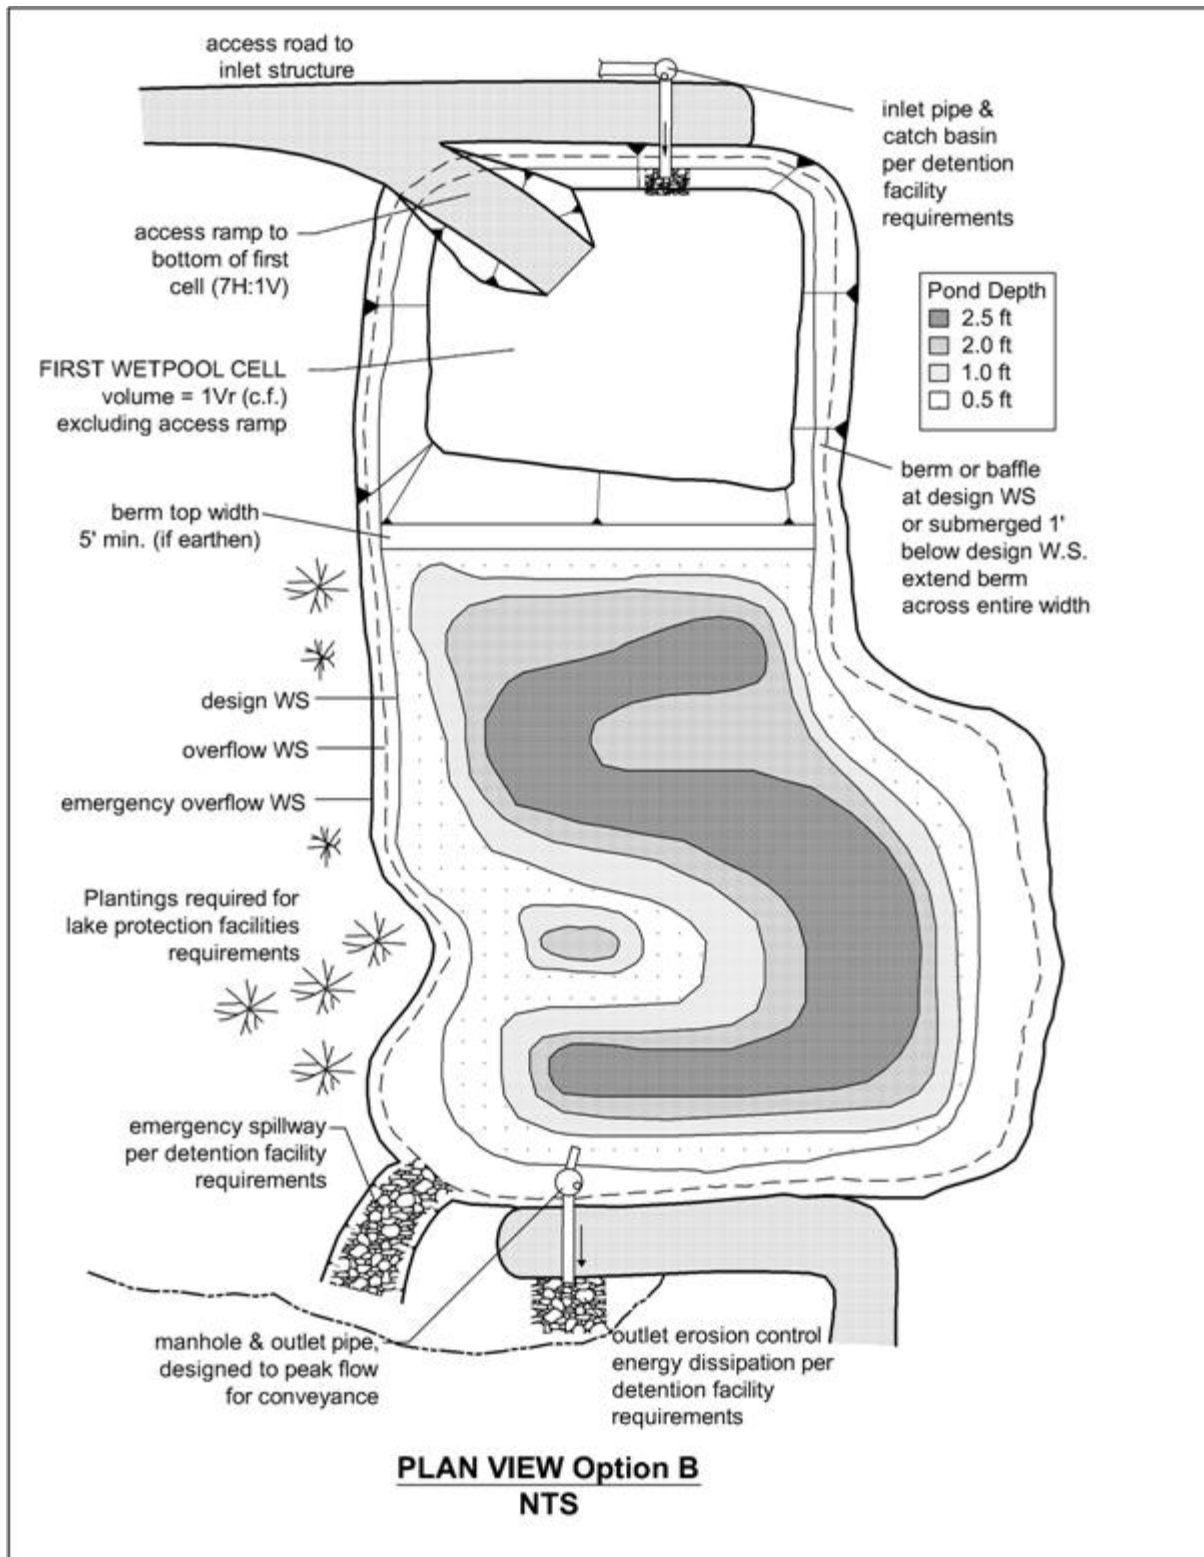 access road to
inlet structure
inlet pipe &
catch basin
per detention
facility
requirements
access ramp to
bottom of first
cell (7H:1V)
Pond Depth
2.5 ft
2.0 ft
1.0 ft
0.5 ft
FIRST WETPOOL CELL
volume = 1Vr (c.f.)
excluding access ramp
berm or baffle
at design WS
or submerged 1'
below design W.S.
extend berm
across entire width
berm top width
5' min. (if earthen)
design WS
overflow WS
emergency overflow WS
Plantings required for
lake protection facilities
requirements
emergency spillway
per detention facility
requirements
manhole & outlet pipe,
designed to peak flow
for conveyance
outlet erosion control
energy dissipation per
detention facility
requirements
PLAN VIEW Option B
NTS